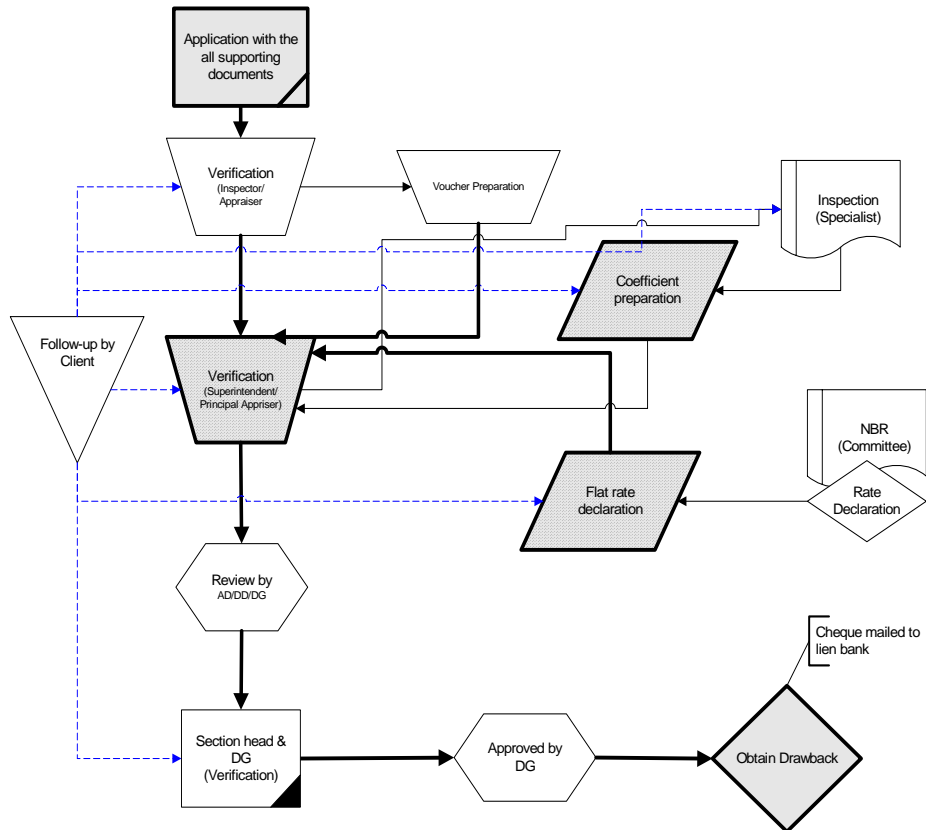 Application with the
all supporting
documents
Verification
(Inspector/
Appraiser
Voucher Preparation
Inspection
(Specialist)
Coefficient
preparation
Follow-up by
Client
Verification
(Superintendent/
Principal Appriser)
NBR
(Committee)
Rate
Declaration
Flat rate
declaration
Review by
AD/DD/DG
Cheque mailed to
lien bank
Section head &
DG
(Verification)
Approved by
DG
Obtain Drawback